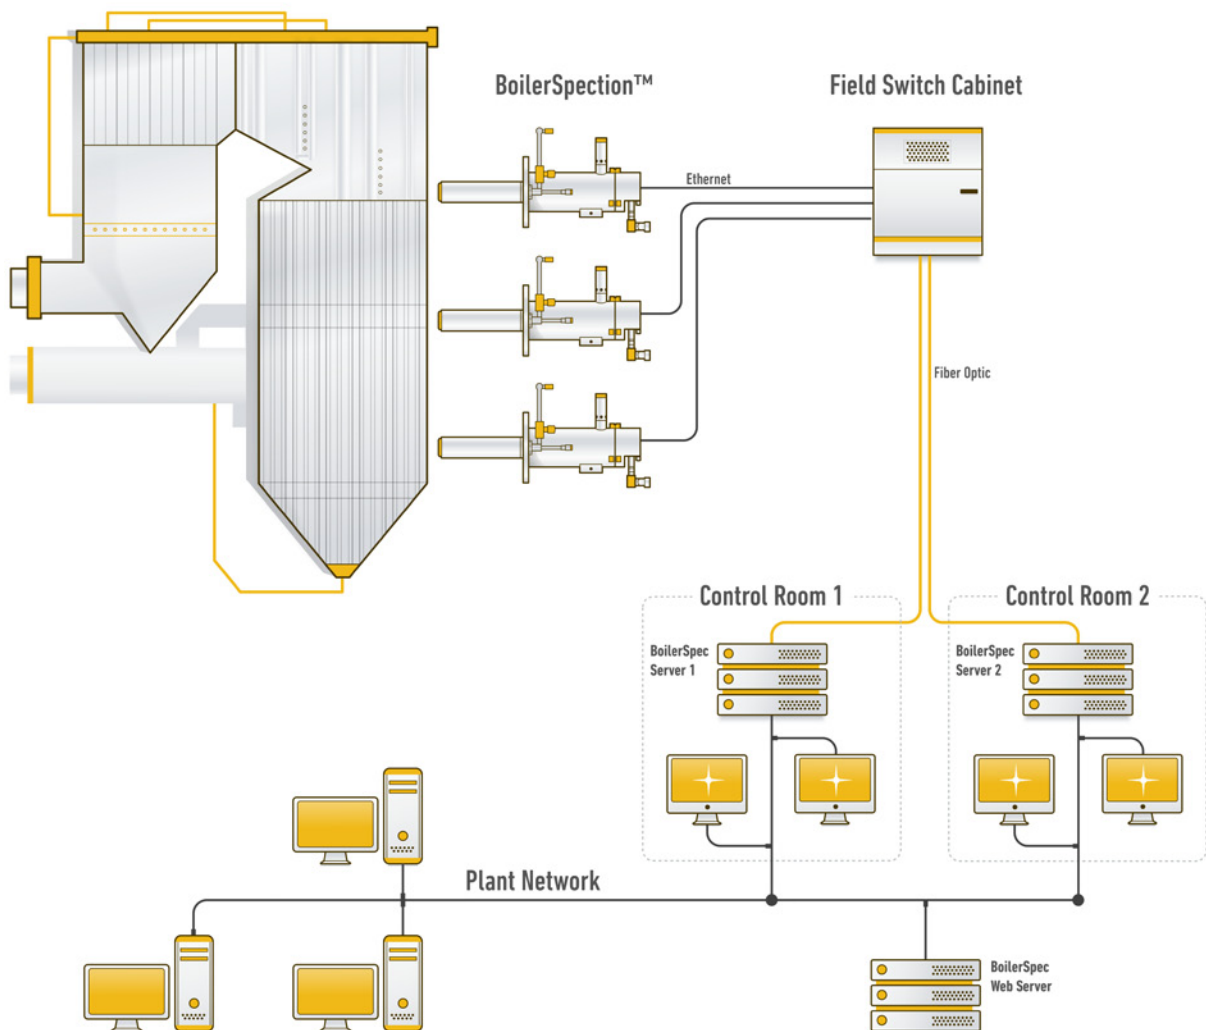 BoilerSpection™
Field Switch Cabinet
Ethernet
Fiber Optic
Control Room 1
Control Room 2
BoilerSpec
Server 1
BoilerSpec
Server 2
Plant Network
BoilerSpec
Web Server